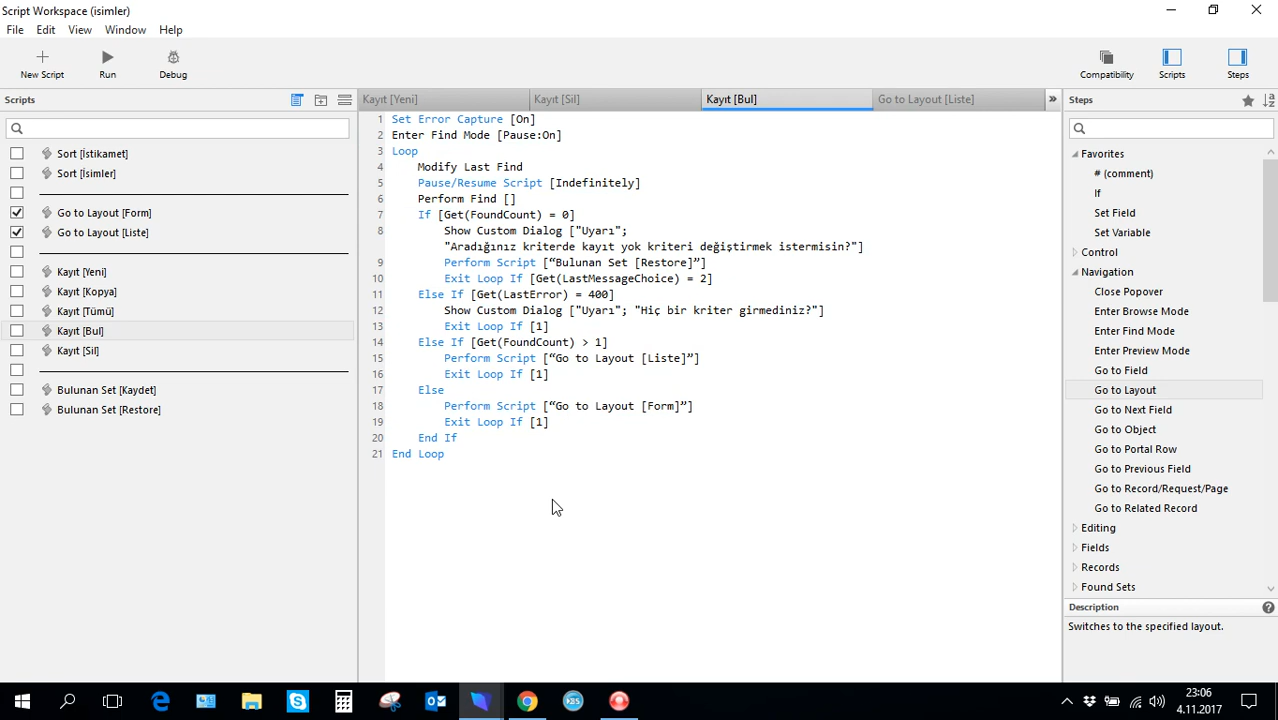 Script Workspace (isimler)
File Edit View Window Help
New Script Run Debug Compatibility Scripts Steps
Scripts
Sort [İstikamet]
Sort [İsimler]
Go to Layout [Form]
Go to Layout [Liste]
Kayıt [Yeni]
Kayıt [Kopya]
Kayıt [Tümü]
Kayıt [Bul]
Kayıt [Sil]
Bulunan Set [Kaydet]
Bulunan Set [Restore]
Kayıt [Yeni] Kayıt [Sil] Kayıt [Bul] Go to Layout [Liste] »
1 Set Error Capture [On]
2 Enter Find Mode [Pause:On]
3 Loop
4 Modify Last Find
5 Pause/Resume Script [Indefinitely]
6 Perform Find []
7 If [Get(FoundCount) = 0]
8 Show Custom Dialog ["Uyarı";
"Aradığınız kriterde kayıt yok kriteri değiştirmek istermisin?"]
9 Perform Script [“Bulunan Set [Restore]”]
10 Exit Loop If [Get(LastMessageChoice) = 2]
11 Else If [Get(LastError) = 400]
12 Show Custom Dialog ["Uyarı"; "Hiç bir kriter girmediniz?"]
13 Exit Loop If [1]
14 Else If [Get(FoundCount) > 1]
15 Perform Script [“Go to Layout [Liste]”]
16 Exit Loop If [1]
17 Else
18 Perform Script [“Go to Layout [Form]”]
19 Exit Loop If [1]
20 End If
21 End Loop
Steps
Favorites
# (comment)
If
Set Field
Set Variable
Control
Navigation
Close Popover
Enter Browse Mode
Enter Find Mode
Enter Preview Mode
Go to Field
Go to Layout
Go to Next Field
Go to Object
Go to Portal Row
Go to Previous Field
Go to Record/Request/Page
Go to Related Record
Editing
Fields
Records
Found Sets
Description
Switches to the specified layout.
KBS
23:06
4.11.2017